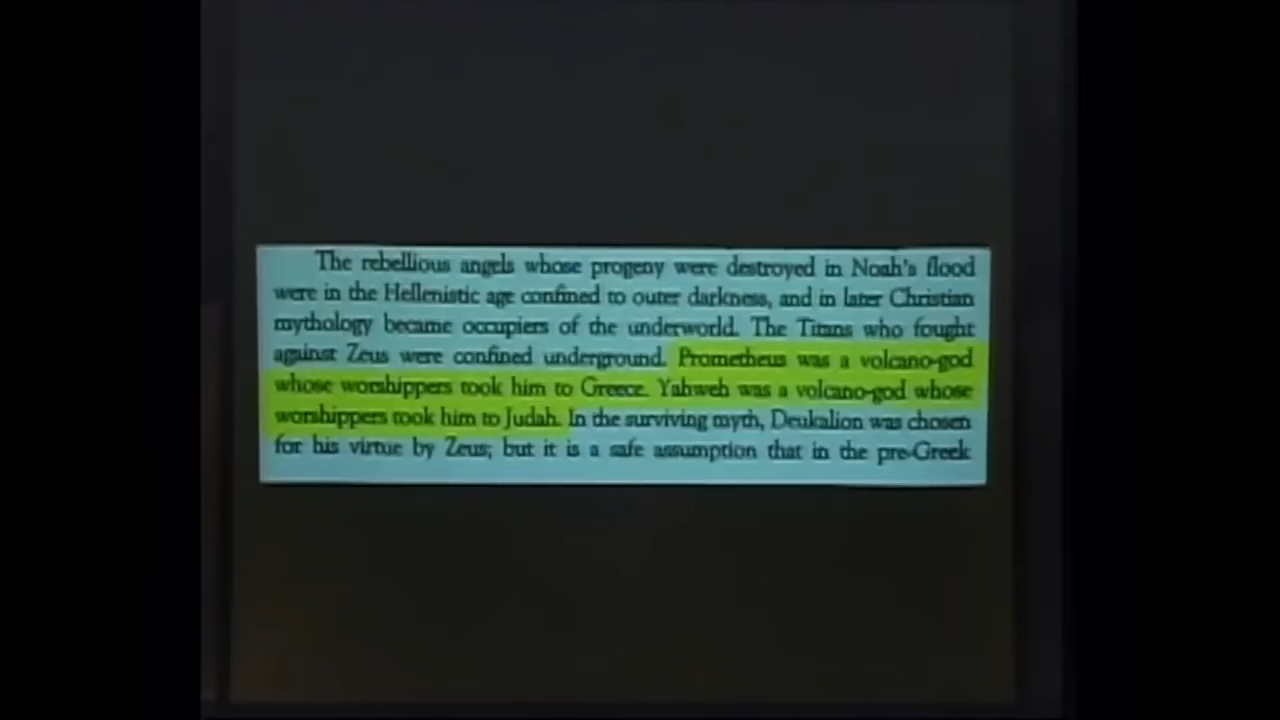 The rebellious angels whose progeny were destroyed in Noah's flood
were in the Hellenistic age confined to outer darkness, and in later Christian
mythology became occupiers of the underworld. The Titans who fought
against Zeus were confined underground. Prometheus was a volcano-god
whose worshippers took him to Greece. Yahweh was a volcano-god whose
worshippers took him to Judah. In the surviving myth, Deukalion was chosen
for his virtue by Zeus; but it is a safe assumption that in the pre-Greek